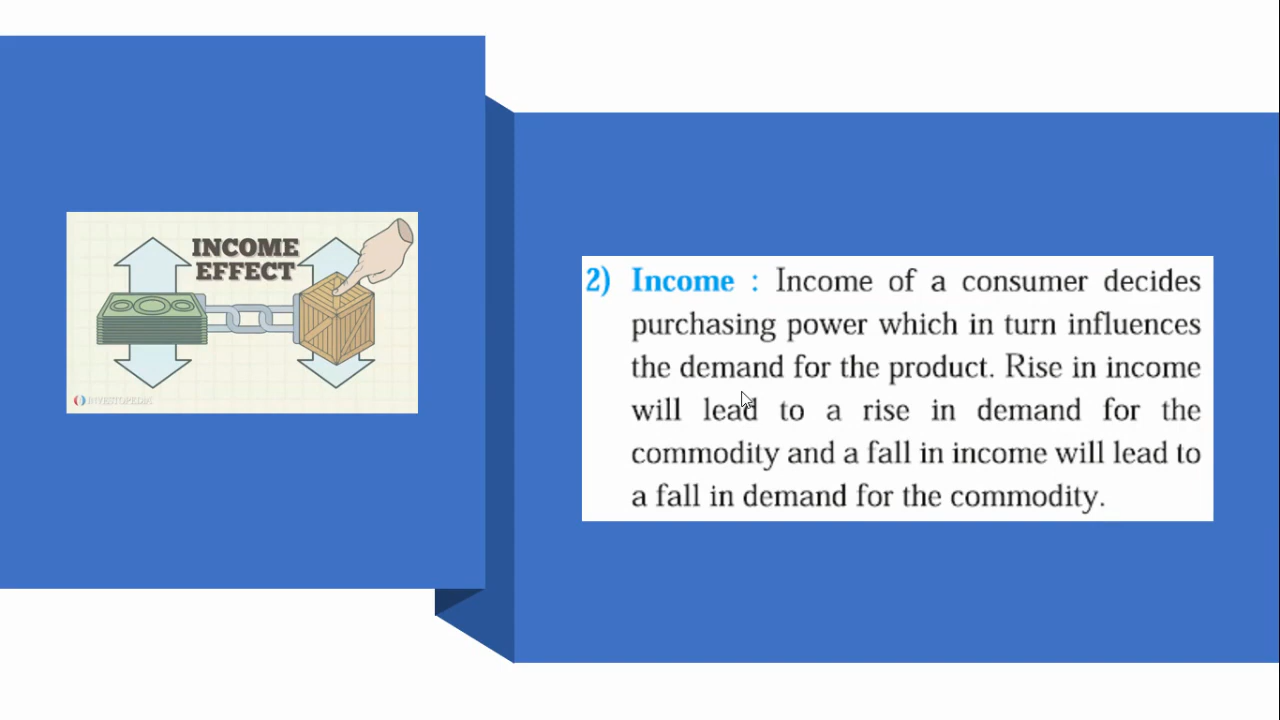 INCOME
EFFECT
INVESTOPEDIA
2) Income : Income of a consumer decides
purchasing power which in turn influences
the demand for the product. Rise in income
will lead to a rise in demand for the
commodity and a fall in income will lead to
a fall in demand for the commodity.